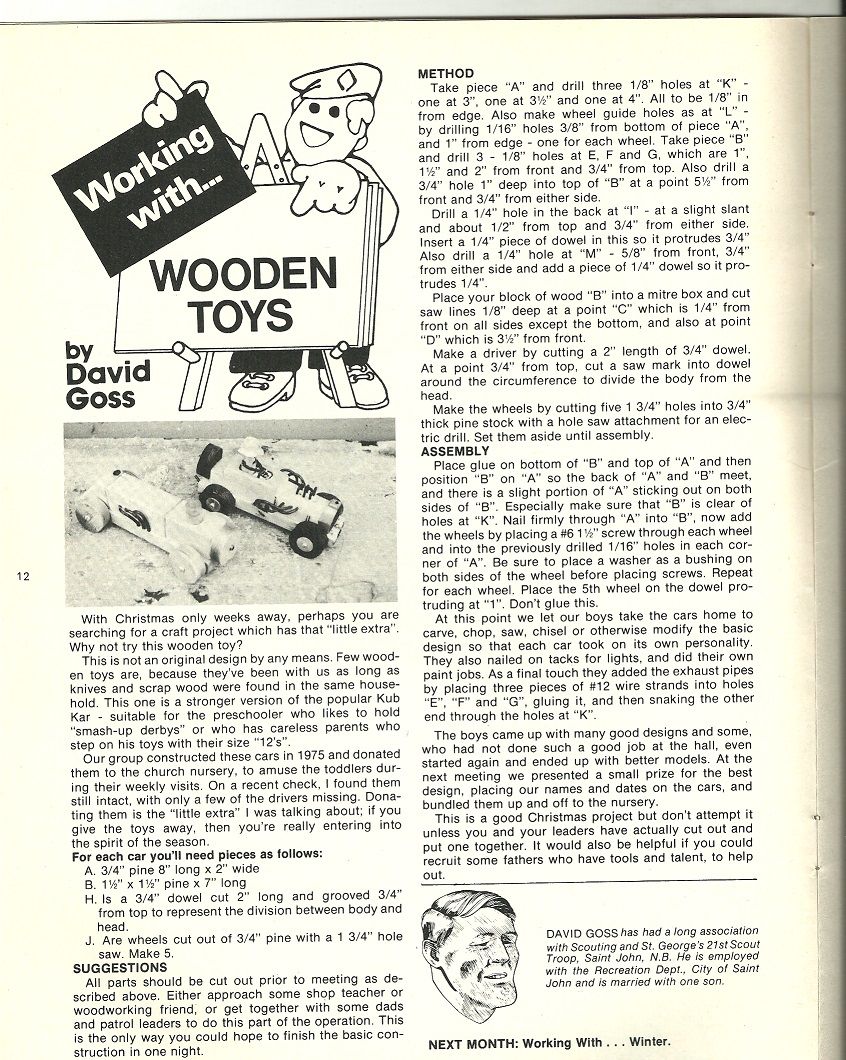 Working
with...
WOODEN
TOYS
by
David
Goss
12
With Christmas only weeks away, perhaps you are
searching for a craft project which has that “little extra”.
Why not try this wooden toy?
This is not an original design by any means. Few wood-
en toys are, because they’ve been with us as long as
knives and scrap wood were found in the same house-
hold. This one is a stronger version of the popular Kub
Kar - suitable for the preschooler who likes to hold
“smash-up derbys” or who has careless parents who
step on his toys with their size “12’s”.
Our group constructed these cars in 1975 and donated
them to the church nursery, to amuse the toddlers dur-
ing their weekly visits. On a recent check, I found them
still intact, with only a few of the drivers missing. Dona-
ting them is the “little extra” I was talking about; if you
give the toys away, then you’re really entering into
the spirit of the season.
For each car you’ll need pieces as follows:
A. 3/4” pine 8” long x 2” wide
B. 1½” x 1½” pine x 7” long
H. Is a 3/4” dowel cut 2” long and grooved 3/4”
from top to represent the division between body and
head.
J. Are wheels cut out of 3/4” pine with a 1 3/4” hole
saw. Make 5.
SUGGESTIONS
All parts should be cut out prior to meeting as de-
scribed above. Either approach some shop teacher or
woodworking friend, or get together with some dads
and patrol leaders to do this part of the operation. This
is the only way you could hope to finish the basic con-
struction in one night.
METHOD
Take piece “A” and drill three 1/8” holes at “K” -
one at 3”, one at 3½” and one at 4”. All to be 1/8” in
from edge. Also make wheel guide holes as at “L” -
by drilling 1/16” holes 3/8” from bottom of piece “A”,
and 1” from edge - one for each wheel. Take piece “B”
and drill 3 - 1/8” holes at E, F and G, which are 1”,
1½” and 2” from front and 3/4” from top. Also drill a
3/4” hole 1” deep into top of “B” at a point 5½” from
front and 3/4” from either side.
Drill a 1/4” hole in the back at “I” - at a slight slant
and about 1/2” from top and 3/4” from either side.
Insert a 1/4” piece of dowel in this so it protrudes 3/4”
Also drill a 1/4” hole at “M” - 5/8” from front, 3/4”
from either side and add a piece of 1/4” dowel so it pro-
trudes 1/4”.
Place your block of wood “B” into a mitre box and cut
saw lines 1/8” deep at a point “C” which is 1/4” from
front on all sides except the bottom, and also at point
“D” which is 3½” from front.
Make a driver by cutting a 2” length of 3/4” dowel.
At a point 3/4” from top, cut a saw mark into dowel
around the circumference to divide the body from the
head.
Make the wheels by cutting five 1 3/4” holes into 3/4”
thick pine stock with a hole saw attachment for an elec-
tric drill. Set them aside until assembly.
ASSEMBLY
Place glue on bottom of “B” and top of “A” and then
position “B” on “A” so the back of “A” and “B” meet,
and there is a slight portion of “A” sticking out on both
sides of “B”. Especially make sure that “B” is clear of
holes at “K”. Nail firmly through “A” into “B”, now add
the wheels by placing a #6 1½” screw through each wheel
and into the previously drilled 1/16” holes in each cor-
ner of “A”. Be sure to place a washer as a bushing on
both sides of the wheel before placing screws. Repeat
for each wheel. Place the 5th wheel on the dowel pro-
truding at “1”. Don’t glue this.
At this point we let our boys take the cars home to
carve, chop, saw, chisel or otherwise modify the basic
design so that each car took on its own personality.
They also nailed on tacks for lights, and did their own
paint jobs. As a final touch they added the exhaust pipes
by placing three pieces of #12 wire strands into holes
“E”, “F” and “G”, gluing it, and then snaking the other
end through the holes at “K”.
The boys came up with many good designs and some,
who had not done such a good job at the hall, even
started again and ended up with better models. At the
next meeting we presented a small prize for the best
design, placing our names and dates on the cars, and
bundled them up and off to the nursery.
This is a good Christmas project but don’t attempt it
unless you and your leaders have actually cut out and
put one together. It would also be helpful if you could
recruit some fathers who have tools and talent, to help
out.
DAVID GOSS has had a long association
with Scouting and St. George’s 21st Scout
Troop, Saint John, N.B. He is employed
with the Recreation Dept., City of Saint
John and is married with one son.
NEXT MONTH: Working With . . . Winter.